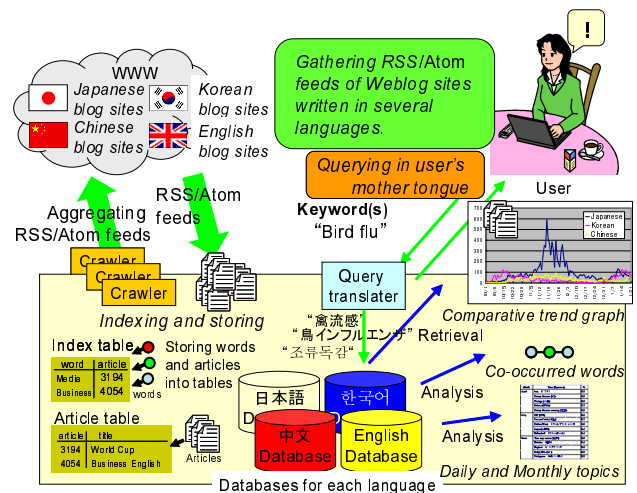 WWW
Japanese
blog sites
Korean
blog sites
Chinese
blog sites
English
blog sites
Gathering RSS/Atom
feeds of Weblog sites
written in several
languages.
!
Querying in user's
mother tongue
User
Aggregating
RSS/Atom feeds
RSS/Atom
feeds
Keyword(s)
"Bird flu"
Crawler
Crawler
Crawler
Indexing and storing
Query
translater
Japanese
Korean
Chinese
Comparative trend graph
"禽流感"
"鳥インフルエンザ"
"조류독감"
Retrieval
Index table
word article
Media 3194
Business 4054
Storing words
and articles
into tables
words
Co-occurred words
Analysis
Analysis
Article table
article title
3194 World Cup
4054 Business English
Articles
日本語
한국어
中文
Database
English
Database
Daily and Monthly topics
Databases for each language